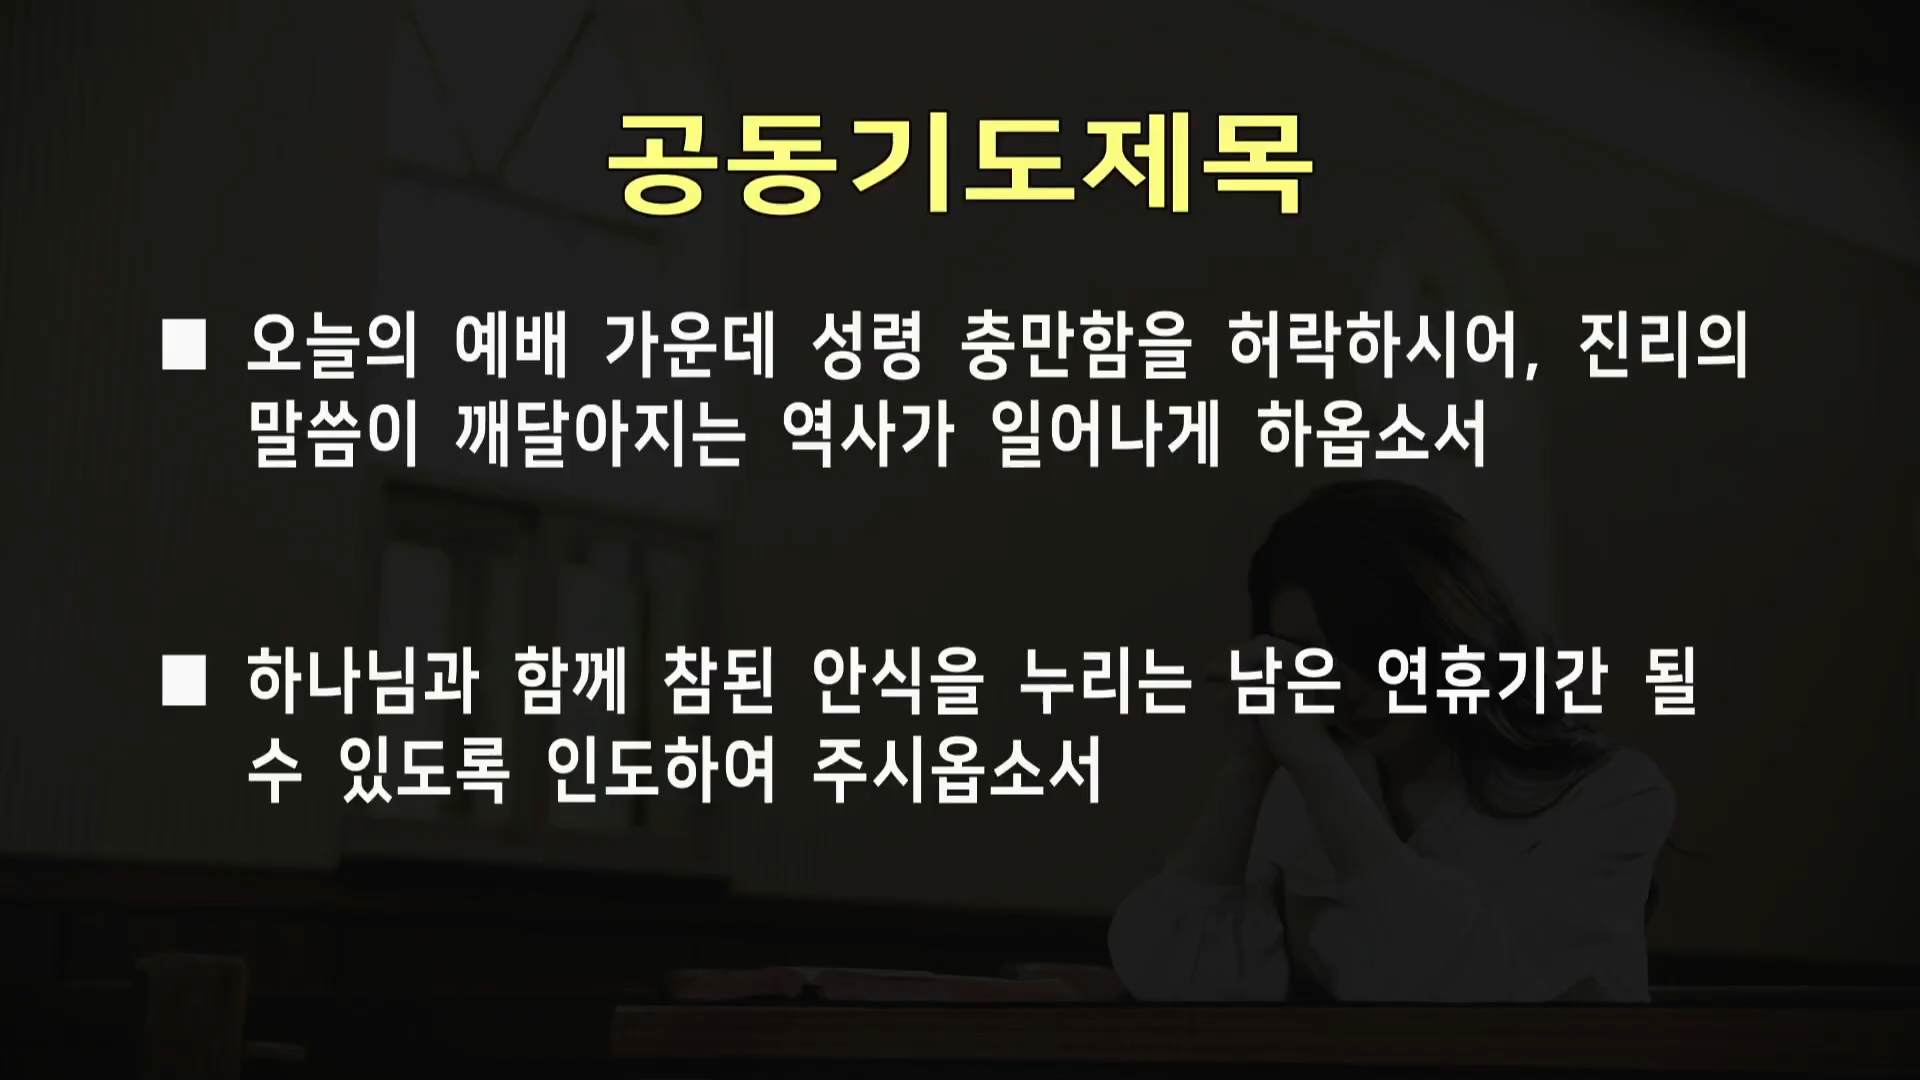 공동기도제목
■ 오늘의 예배 가운데 성령 충만함을 허락하시어, 진리의
말씀이 깨달아지는 역사가 일어나게 하옵소서
■ 하나님과 함께 참된 안식을 누리는 남은 연휴기간 될
수 있도록 인도하여 주시옵소서